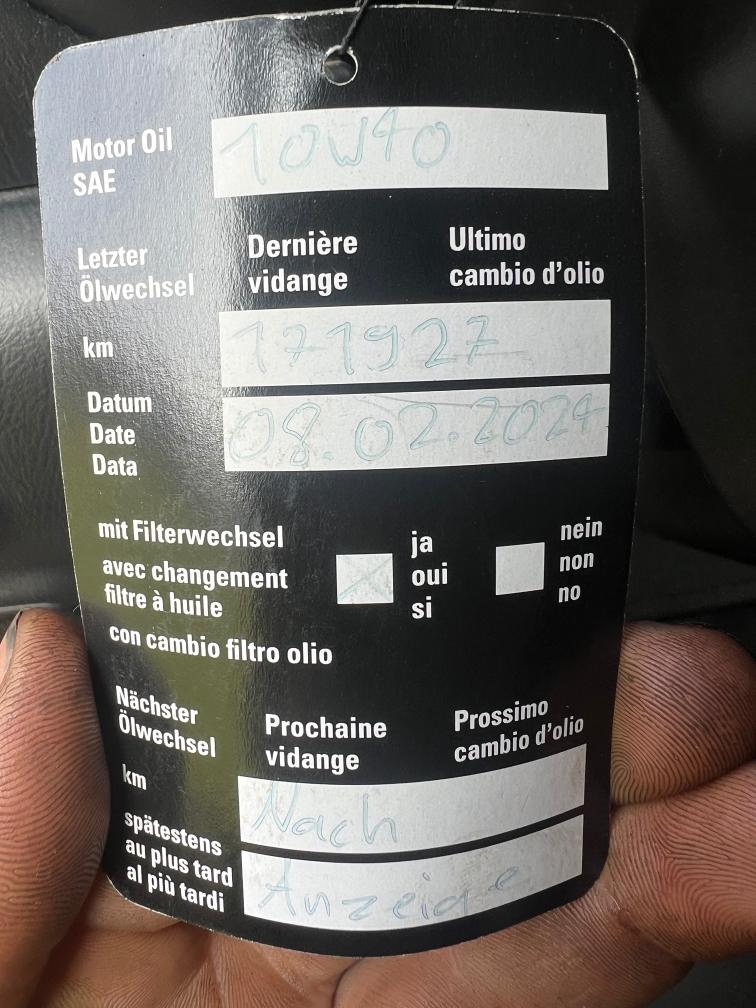 Motor Oil
SAE
10W40
Letzter
Ölwechsel
Dernière
vidange
Ultimo
cambio d'olio
km
171927
Datum
Date
Data
08.02.2024
mit Filterwechsel
avec changement
filtre à huile
con cambio filtro olio
ja
oui
si
nein
non
no
Nächster
Ölwechsel
Prochaine
vidange
Prossimo
cambio d'olio
km
Nach
spätestens
au plus tard
al più tardi
Anzeige